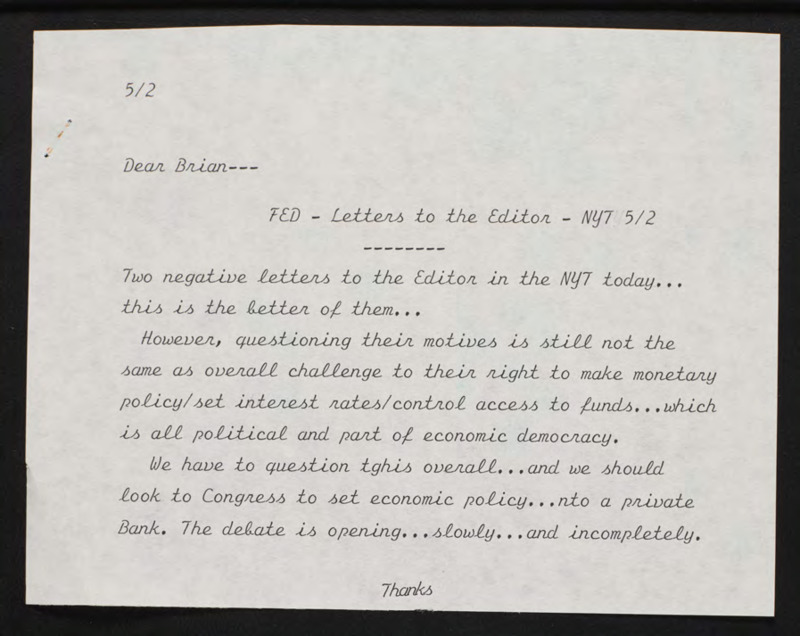 5/2
Dear Brian---
FED - Letters to the Editor - NYT 5/2
--------
Two negative letters to the Editor in the NYT today...
this is the better of them...
However, questioning their motives is still not the
same as overall challenge to their right to make monetary
policy/set interest rates/control access to funds...which
is all political and part of economic democracy.
We have to question tghis overall...and we should
look to Congress to set economic policy...nto a private
Bank. The debate is opening...slowly...and incompletely.
Thanks